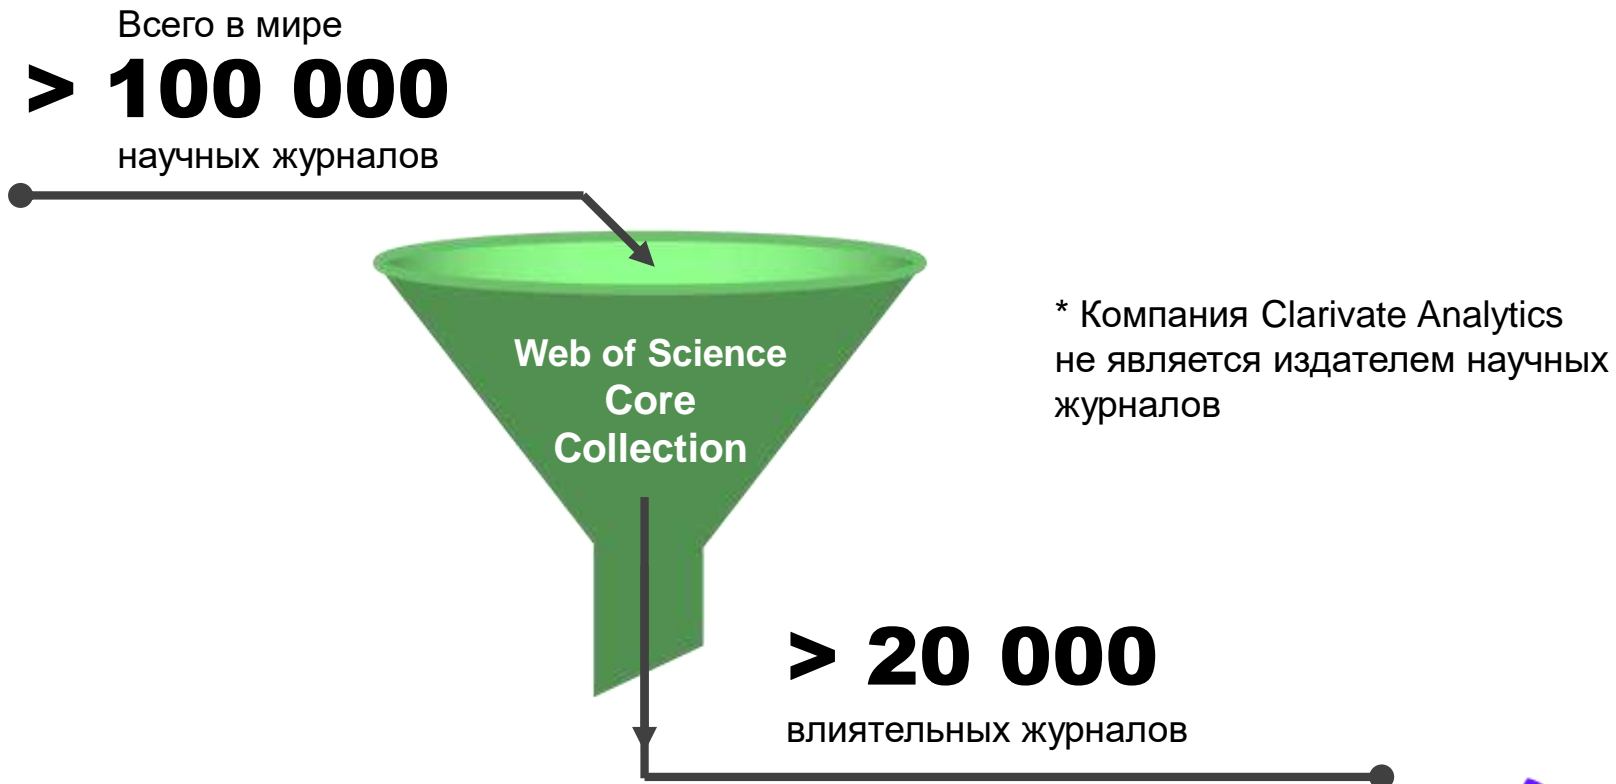 Всего в мире
> 100 000
научных журналов
Web of Science
Core
Collection
* Компания Clarivate Analytics
не является издателем научных
журналов
> 20 000
влиятельных журналов